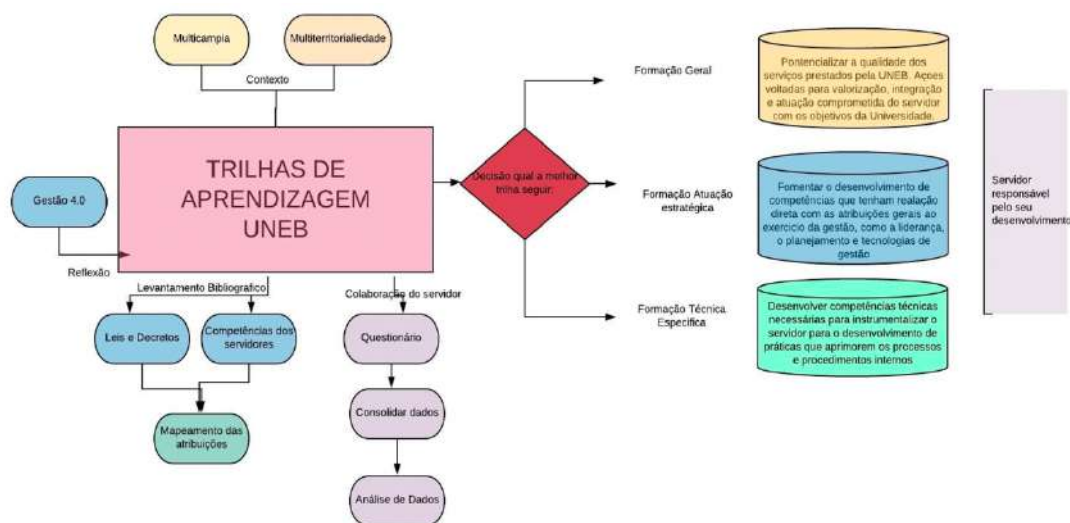 Multicampia
Multiterritorialiedade
Contexto
TRILHAS DE
APRENDIZAGEM
UNEB
Gestão 4.0
Reflexão
Levantamento Bibliografico
Leis e Decretos
Competências dos
servidores
Mapeamento das
atribuições
Colaboração do servidor
Questionário
Consolidar dados
Análise de Dados
Decisão qual a melhor
trilha seguir:
Formação Geral
Formação Atuação
estratégica
Formação Técnica
Especifica
Pontencializar a qualidade dos
serviços prestados pela UNEB. Ações
voltadas para valorização, integração
e atuação comprometida do servidor
com os objetivos da Universidade.
Fomentar o desenvolvimento de
competências que tenham realação
direta com as atribuições gerais ao
exercicio da gestão, como a liderança,
o planejamento e tecnologias de
gestão
Desenvolver competências técnicas
necessárias para instrumentalizar o
servidor para o desenvolvimento de
práticas que aprimorem os processos
e procedimentos internos
Servidor
responsável
pelo seu
desenvolvimento